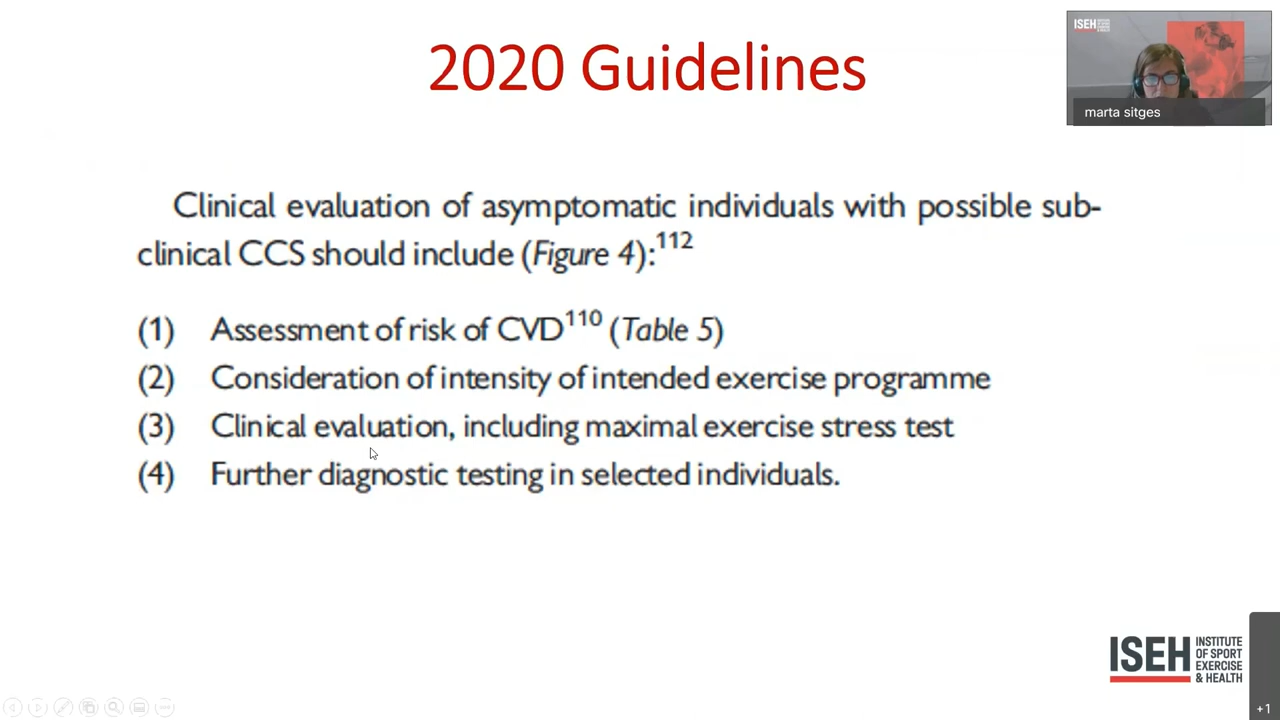 2020 Guidelines
ISEH
marta sitges
Clinical evaluation of asymptomatic individuals with possible sub-
clinical CCS should include (Figure 4):112
(1) Assessment of risk of CVD110 (Table 5)
(2) Consideration of intensity of intended exercise programme
(3) Clinical evaluation, including maximal exercise stress test
(4) Further diagnostic testing in selected individuals.
ISEH
INSTITUTE
OF SPORT
EXERCISE
& HEALTH
+1